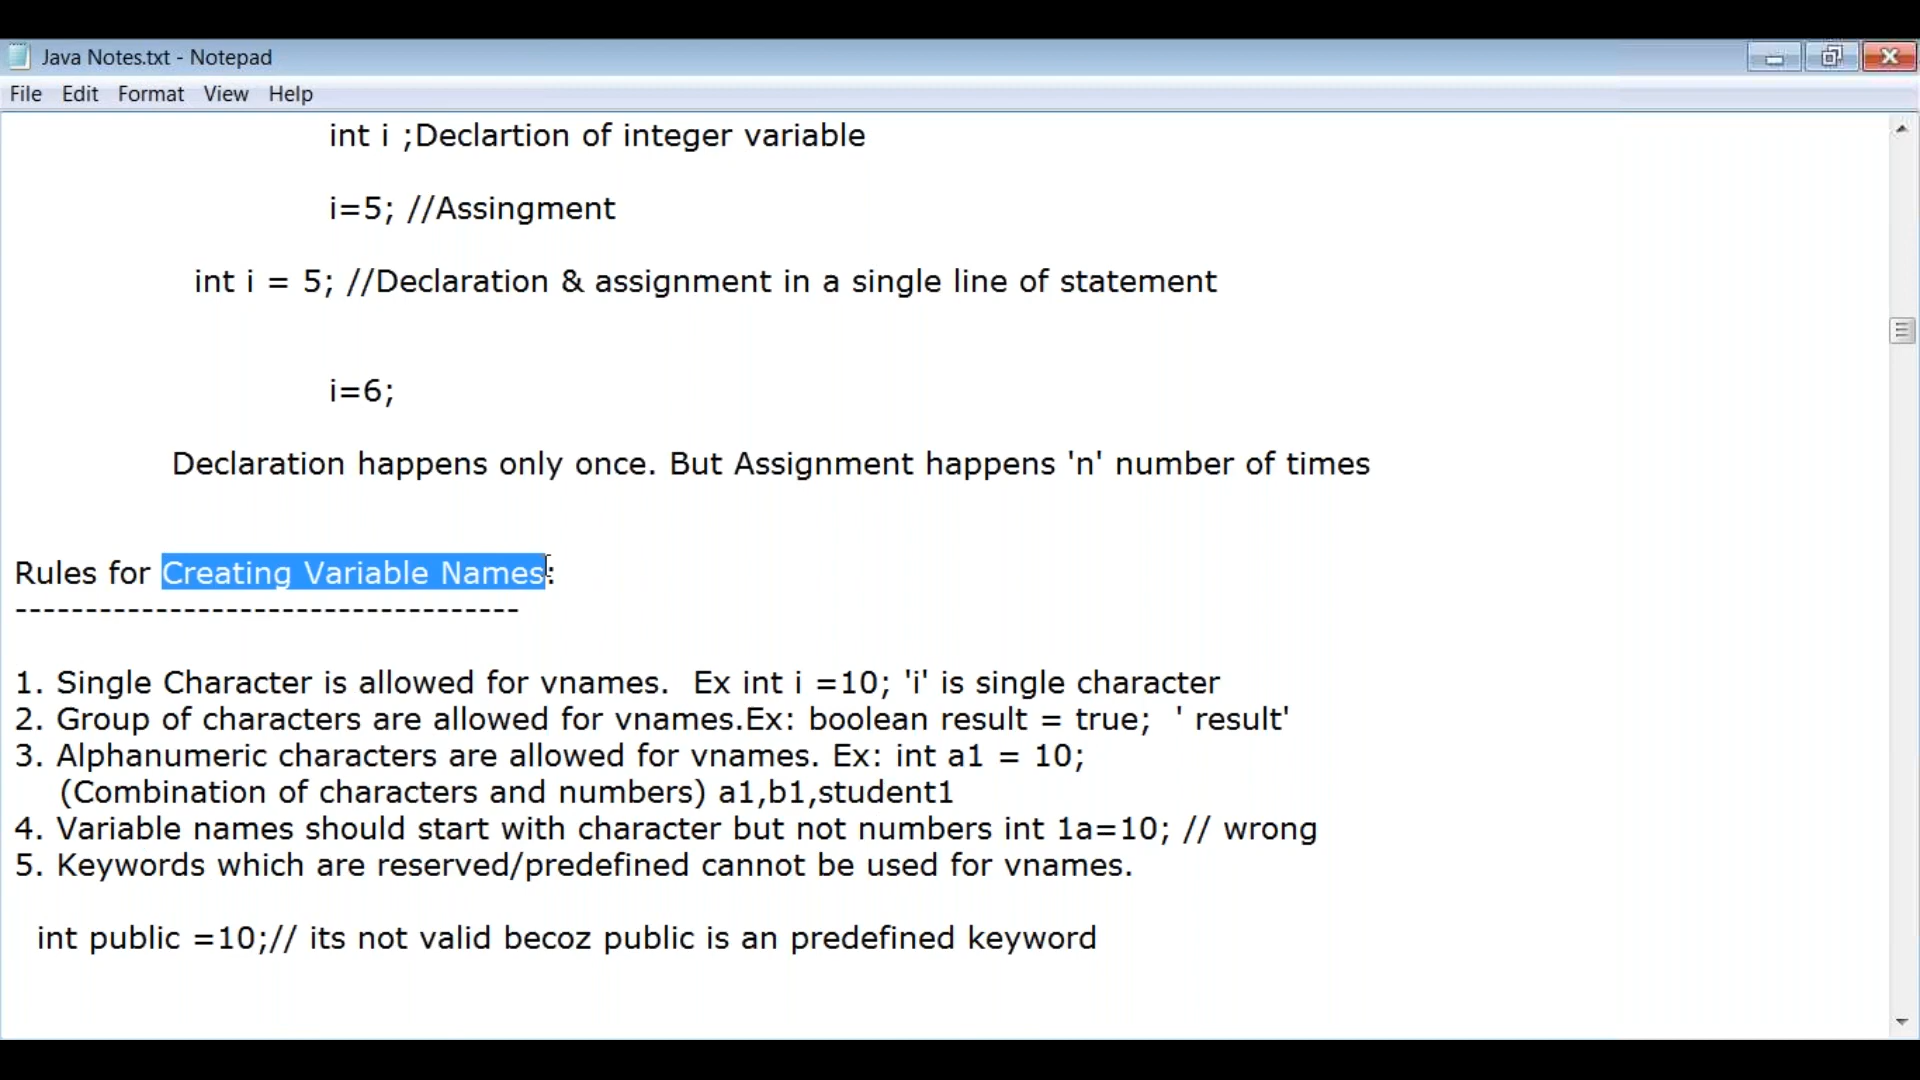 Java Notes.txt - Notepad
File Edit Format View Help
int i ;Declartion of integer variable
i=5; //Assingment
int i = 5; //Declaration & assignment in a single line of statement
i=6;
Declaration happens only once. But Assignment happens 'n' number of times
Rules for Creating Variable Names:
------------------------------------
1. Single Character is allowed for vnames.  Ex int i =10; 'i' is single character
2. Group of characters are allowed for vnames.Ex: boolean result = true;  ' result'
3. Alphanumeric characters are allowed for vnames. Ex: int a1 = 10;
(Combination of characters and numbers) a1,b1,student1
4. Variable names should start with character but not numbers int 1a=10; // wrong
5. Keywords which are reserved/predefined cannot be used for vnames.
int public =10;// its not valid becoz public is an predefined keyword